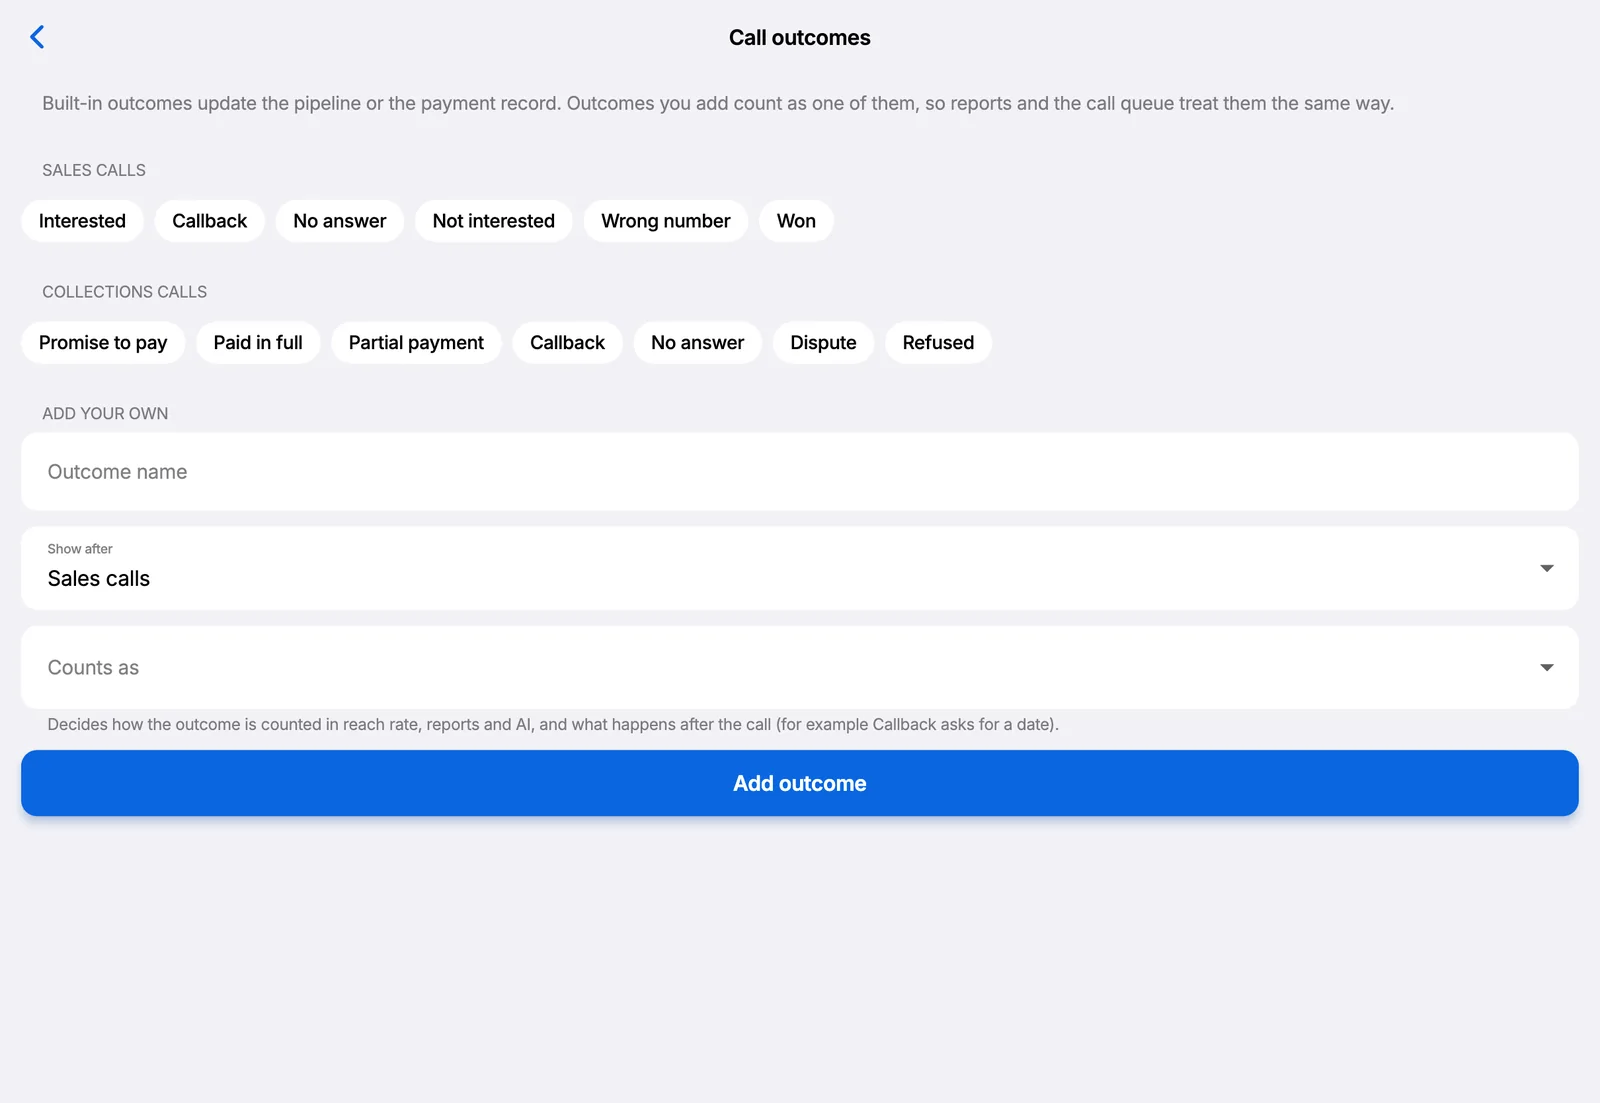 Call outcomes
Built-in outcomes update the pipeline or the payment record. Outcomes you add count as one of them, so reports and the call queue treat them the same way.
SALES CALLS
Interested Callback No answer Not interested Wrong number Won
COLLECTIONS CALLS
Promise to pay Paid in full Partial payment Callback No answer Dispute Refused
ADD YOUR OWN
Outcome name
Show after
Sales calls
Counts as
Decides how the outcome is counted in reach rate, reports and AI, and what happens after the call (for example Callback asks for a date).
Add outcome